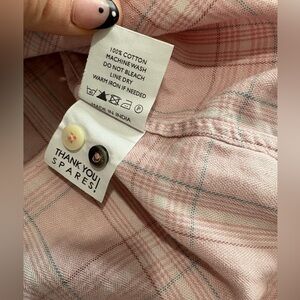 100% COTTON
MACHINE WASH
DO NOT BLEACH
LINE DRY
WARM IRON IF NEEDED
MADE IN INDIA
THANK YOU
SPARES!